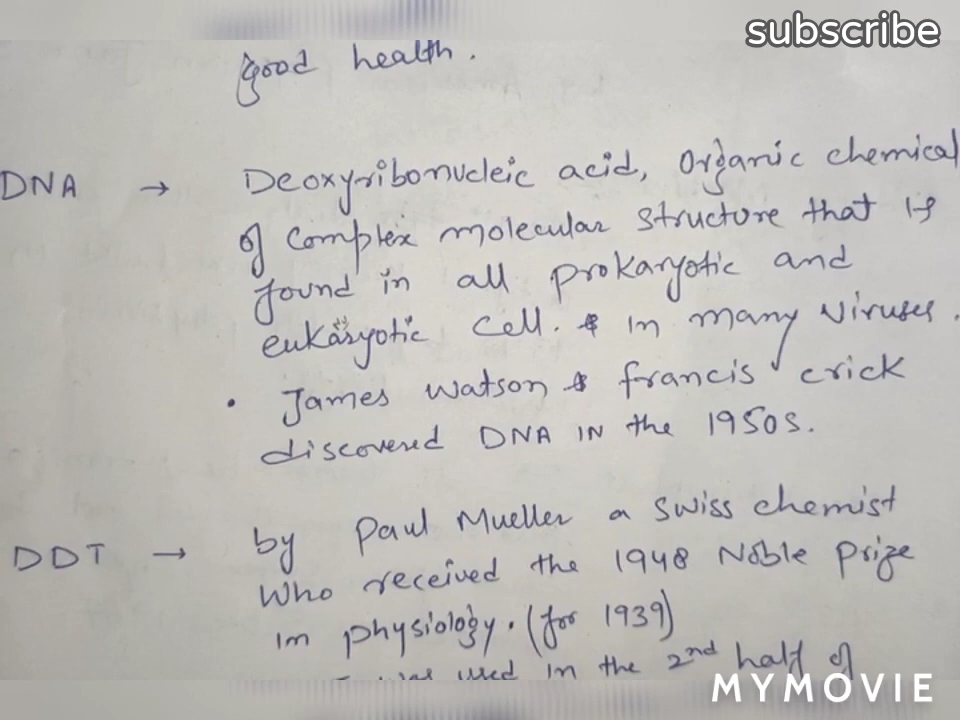 subscribe
good health.
DNA → Deoxyribonucleic acid, Organic chemical
of complex molecular structure that is
found in all prokaryotic and
eukaryotic cell. & in many viruses.
• James Watson & francis crick
discovered DNA IN the 1950s.
DDT → by Paul Mueller a swiss chemist
Who received the 1948 Noble Prize
im physiology. (for 1939)
was used in the 2nd half of
MYMOVIE